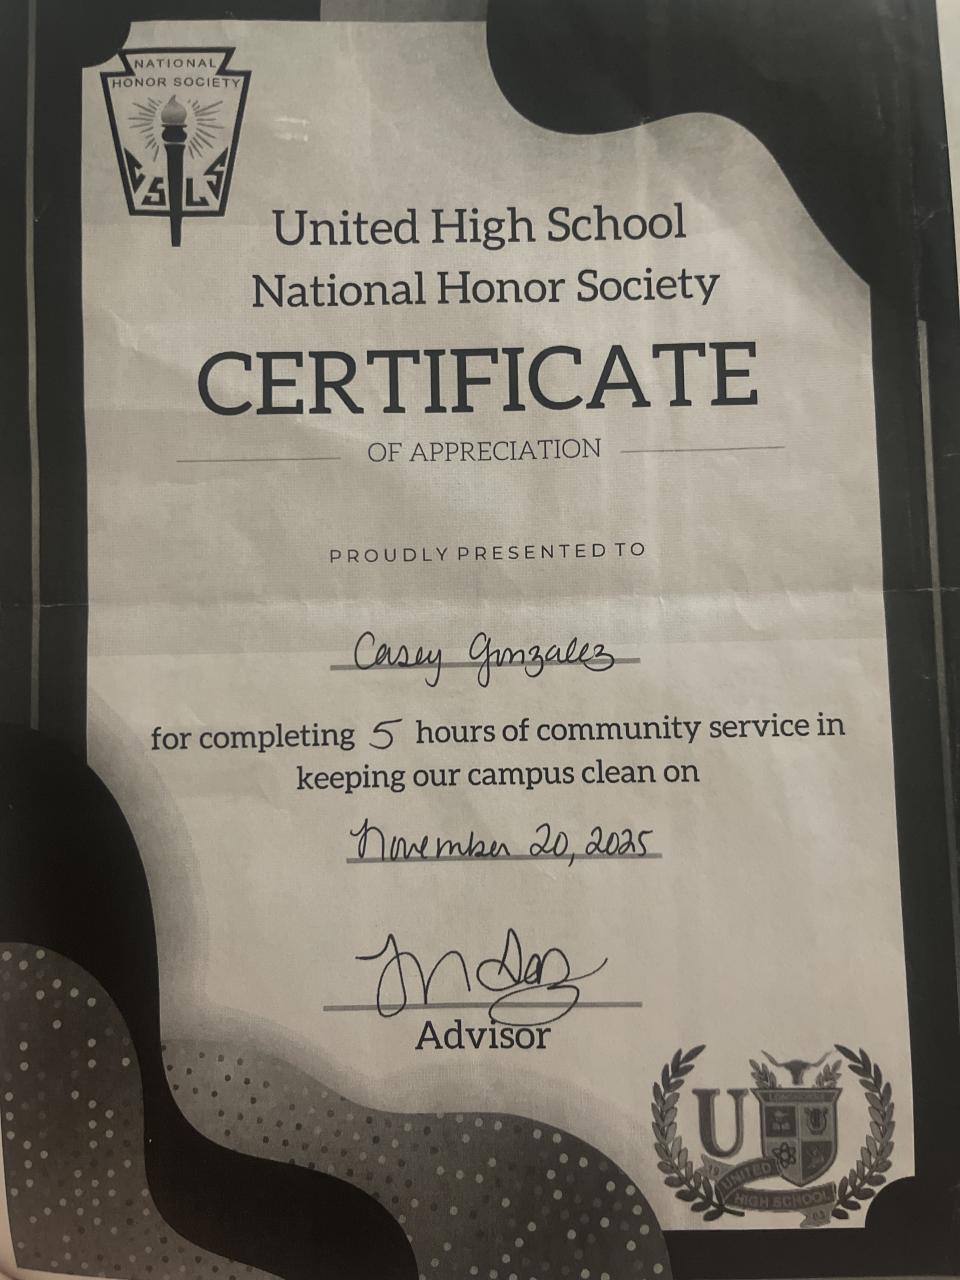 NATIONAL
HONOR SOCIETY
C S L S
United High School
National Honor Society
CERTIFICATE
OF APPRECIATION
PROUDLY PRESENTED TO
Casey Gonzalez
for completing 5 hours of community service in
keeping our campus clean on
November 20, 2025
Advisor
U
LONGHORNS
UNITED
HIGH SCHOOL